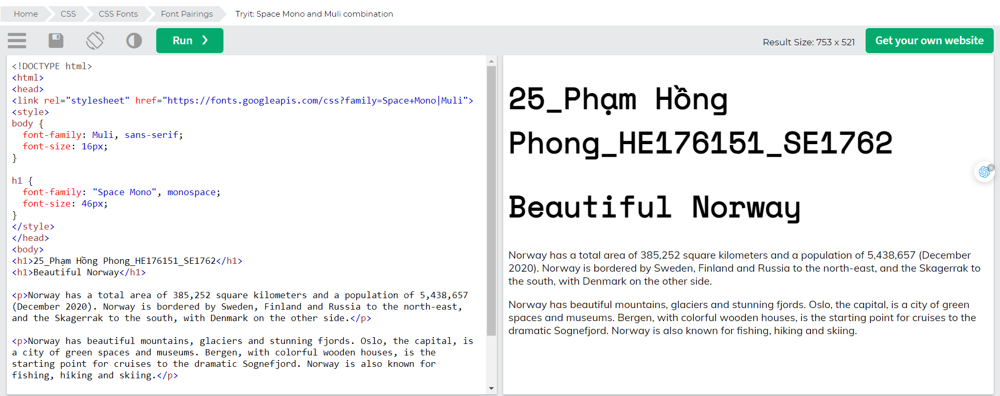 Home CSS CSS Fonts Font Pairings Tryit: Space Mono and Muli combination
Run ❯
Result Size: 753 x 521
Get your own website
<!DOCTYPE html>
<html>
<head>
<link rel="stylesheet" href="https://fonts.googleapis.com/css?family=Space+Mono|Muli">
<style>
body {
  font-family: Muli, sans-serif;
  font-size: 16px;
}

h1 {
  font-family: "Space Mono", monospace;
  font-size: 46px;
}
</style>
</head>
<body>
<h1>25_Phạm Hồng Phong_HE176151_SE1762</h1>
<h1>Beautiful Norway</h1>

<p>Norway has a total area of 385,252 square kilometers and a population of 5,438,657
(December 2020). Norway is bordered by Sweden, Finland and Russia to the north-east,
and the Skagerrak to the south, with Denmark on the other side.</p>

<p>Norway has beautiful mountains, glaciers and stunning fjords. Oslo, the capital, is
a city of green spaces and museums. Bergen, with colorful wooden houses, is the
starting point for cruises to the dramatic Sognefjord. Norway is also known for
fishing, hiking and skiing.</p>
25_Phạm Hồng
Phong_HE176151_SE1762
Beautiful Norway
Norway has a total area of 385,252 square kilometers and a population of 5,438,657 (December
2020). Norway is bordered by Sweden, Finland and Russia to the north-east, and the Skagerrak to
the south, with Denmark on the other side.
Norway has beautiful mountains, glaciers and stunning fjords. Oslo, the capital, is a city of green
spaces and museums. Bergen, with colorful wooden houses, is the starting point for cruises to the
dramatic Sognefjord. Norway is also known for fishing, hiking and skiing.